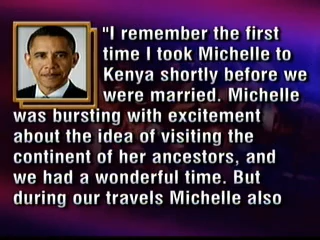 "I remember the first
time I took Michelle to
Kenya shortly before we
were married. Michelle
was bursting with excitement
about the idea of visiting the
continent of her ancestors, and
we had a wonderful time. But
during our travels Michelle also